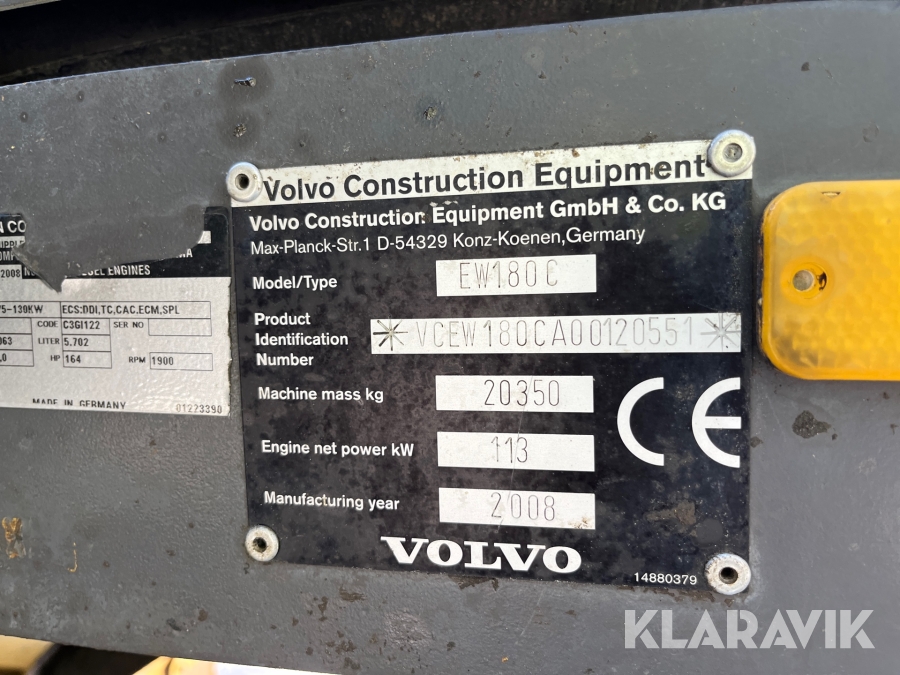 Volvo Construction Equipment
Volvo Construction Equipment GmbH & Co. KG
Max-Planck-Str.1 D-54329 Konz-Koenen,Germany
Model/Type EW180C
Product
Identification *VCEW180CA00120551*
Number
Machine mass kg 20350
Engine net power kW 113
Manufacturing year 2008
CE
VOLVO
14880379
2008
ENGINES
75-130KW ECS:DDI,TC,CAC,ECM,SPL
CODE C3GI122 SER NO
LITER 5.702
HP 164 RPM 1900
MADE IN GERMANY 01223390
KLARAVIK